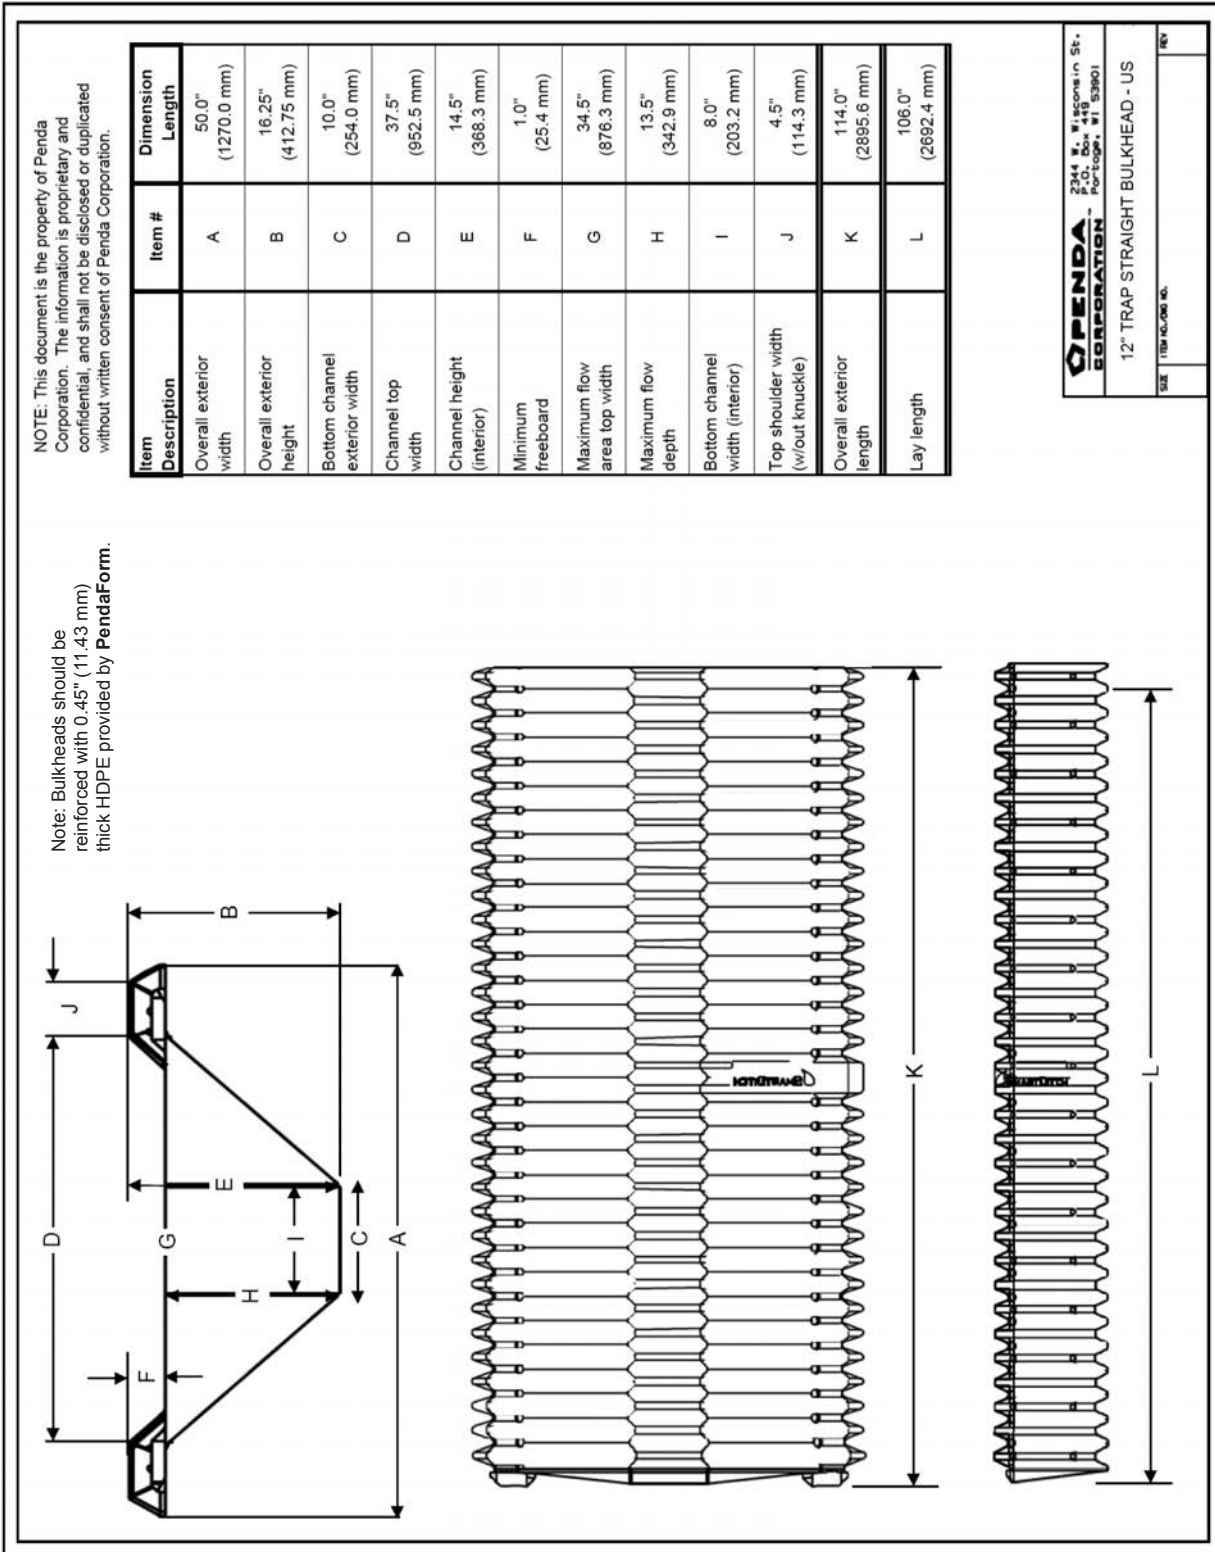 NOTE: This document is the property of Penda
Corporation. The information is proprietary and
confidential, and shall not be disclosed or duplicated
without written consent of Penda Corporation.
Note: Bulkheads should be
reinforced with 0.45" (11.43 mm)
thick HDPE provided by PendaForm.
Item Description Item # Dimension Length
Overall exterior width A 50.0" (1270.0 mm)
Overall exterior height B 16.25" (412.75 mm)
Bottom channel exterior width C 10.0" (254.0 mm)
Channel top width D 37.5" (952.5 mm)
Channel height (interior) E 14.5" (368.3 mm)
Minimum freeboard F 1.0" (25.4 mm)
Maximum flow area top width G 34.5" (876.3 mm)
Maximum flow depth H 13.5" (342.9 mm)
Bottom channel width (interior) I 8.0" (203.2 mm)
Top shoulder width (w/out knuckle) J 4.5" (114.3 mm)
Overall exterior length K 114.0" (2895.6 mm)
Lay length L 106.0" (2692.4 mm)
J
D
B
F
E
G
H
I
C
A
K
L
PENDA
CORPORATION
2344 W. Wisconsin St.
P.O. Box 449
Portage, WI 53901
12" TRAP STRAIGHT BULKHEAD - US
SIZE ITEM NO./DWG NO. REV